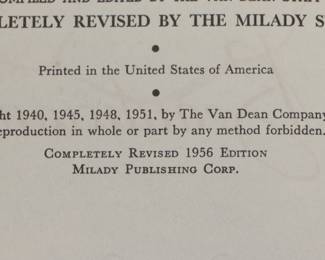 PLETELY REVISED BY THE MILADY S
•
Printed in the United States of America
•
ht 1940, 1945, 1948, 1951, by The Van Dean Company
eproduction in whole or part by any method forbidden.
Completely Revised 1956 Edition
Milady Publishing Corp.